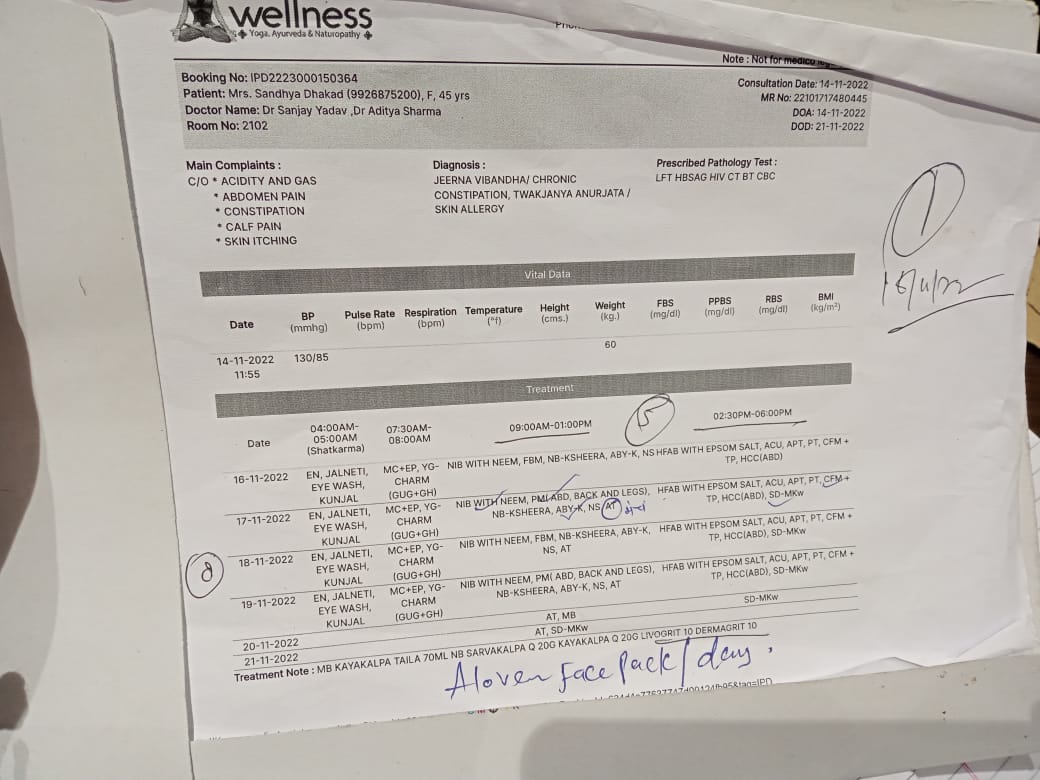 wellness
Yoga, Ayurveda & Naturopathy
Note : Not for medico
Booking No: IPD2223000150364
Patient: Mrs. Sandhya Dhakad (9926875200), F, 45 yrs
Doctor Name: Dr Sanjay Yadav ,Dr Aditya Sharma
Room No: 2102
Consultation Date: 14-11-2022
MR No: 22101717480445
DOA: 14-11-2022
DOD: 21-11-2022
Main Complaints :
C/O * ACIDITY AND GAS
* ABDOMEN PAIN
* CONSTIPATION
* CALF PAIN
* SKIN ITCHING
Diagnosis :
JEERNA VIBANDHA/ CHRONIC
CONSTIPATION, TWAKJANYA ANURJATA /
SKIN ALLERGY
Prescribed Pathology Test :
LFT HBSAG HIV CT BT CBC
1
Vital Data
Date BP (mmhg) Pulse Rate (bpm) Respiration (bpm) Temperature (°f) Height (cms.) Weight (kg.) FBS (mg/dl) PPBS (mg/dl) RBS (mg/dl) BMI (kg/m²)
14-11-2022 11:55 130/85 60
Treatment
5
Date 04:00AM-05:00AM (Shatkarma) 07:30AM-08:00AM 09:00AM-01:00PM 02:30PM-06:00PM
16-11-2022 EN, JALNETI, EYE WASH, KUNJAL MC+EP, YG-CHARM (GUG+GH) NIB WITH NEEM, FBM, NB-KSHEERA, ABY-K, NS HFAB WITH EPSOM SALT, ACU, APT, PT, CFM + TP, HCC(ABD)
17-11-2022 EN, JALNETI, EYE WASH, KUNJAL MC+EP, YG-CHARM (GUG+GH) NIB WITH NEEM, PM( ABD, BACK AND LEGS), NB-KSHEERA, ABY-K, NS, AT HFAB WITH EPSOM SALT, ACU, APT, PT, CFM + TP, HCC(ABD), SD-MKw
8
18-11-2022 EN, JALNETI, EYE WASH, KUNJAL MC+EP, YG-CHARM (GUG+GH) NIB WITH NEEM, FBM, NB-KSHEERA, ABY-K, NS, AT HFAB WITH EPSOM SALT, ACU, APT, PT, CFM + TP, HCC(ABD), SD-MKw
19-11-2022 EN, JALNETI, EYE WASH, KUNJAL MC+EP, YG-CHARM (GUG+GH) NIB WITH NEEM, PM( ABD, BACK AND LEGS), NB-KSHEERA, ABY-K, NS, AT HFAB WITH EPSOM SALT, ACU, APT, PT, CFM + TP, HCC(ABD), SD-MKw
20-11-2022 AT, MB SD-MKw
21-11-2022 AT, SD-MKw
Treatment Note : MB KAYAKALPA TAILA 70ML NB SARVAKALPA Q 20G KAYAKALPA Q 20G LIVOGRIT 10 DERMAGRIT 10
Aloven Face Pack / day .